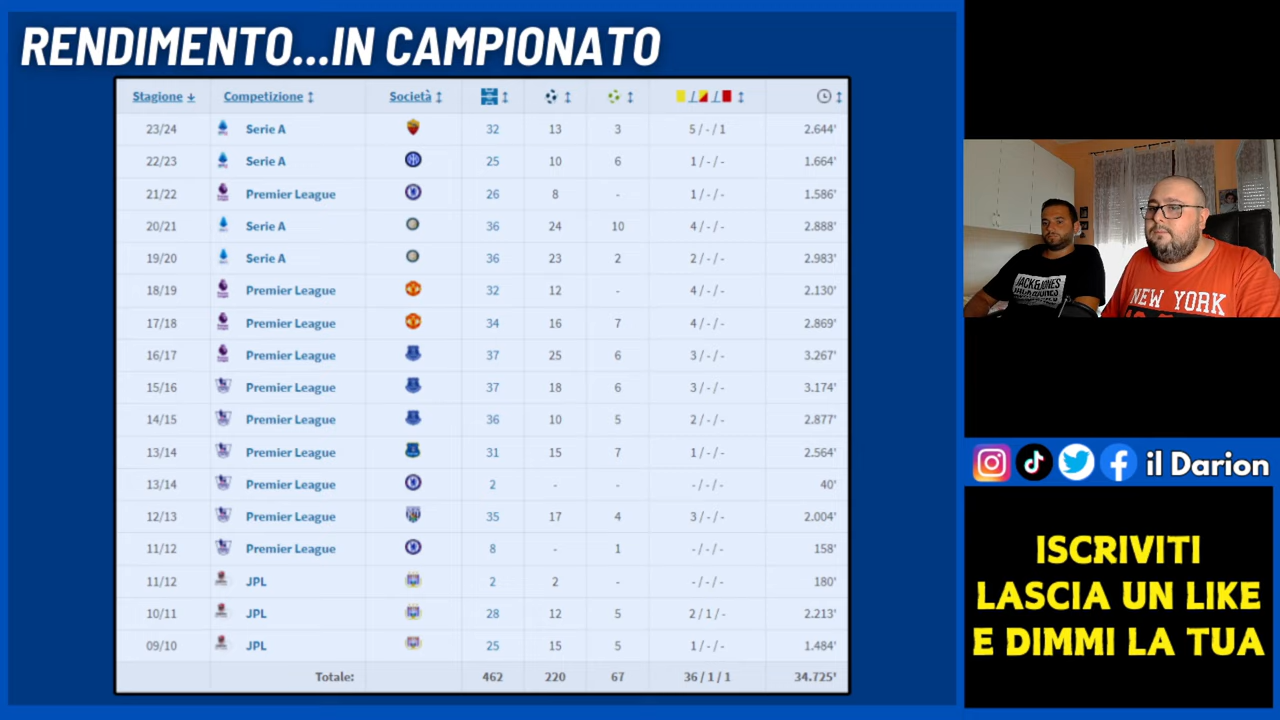 RENDIMENTO...IN CAMPIONATO
Stagione Competizione Società
23/24 Serie A 32 13 3 5 / - / 1 2.644'
22/23 Serie A 25 10 6 1 / - / - 1.664'
21/22 Premier League 26 8 - 1 / - / - 1.586'
20/21 Serie A 36 24 10 4 / - / - 2.888'
19/20 Serie A 36 23 2 2 / - / - 2.983'
18/19 Premier League 32 12 - 4 / - / - 2.130'
17/18 Premier League 34 16 7 4 / - / - 2.869'
16/17 Premier League 37 25 6 3 / - / - 3.267'
15/16 Premier League 37 18 6 3 / - / - 3.174'
14/15 Premier League 36 10 5 2 / - / - 2.877'
13/14 Premier League 31 15 7 1 / - / - 2.564'
13/14 Premier League 2 - - - / - / - 40'
12/13 Premier League 35 17 4 3 / - / - 2.004'
11/12 Premier League 8 - 1 - / - / - 158'
11/12 JPL 2 2 - - / - / - 180'
10/11 JPL 28 12 5 2 / 1 / - 2.213'
09/10 JPL 25 15 5 1 / - / - 1.484'
Totale: 462 220 67 36 / 1 / 1 34.725'
JACK&JONES
NEW YORK
il Darion
ISCRIVITI
LASCIA UN LIKE
E DIMMI LA TUA